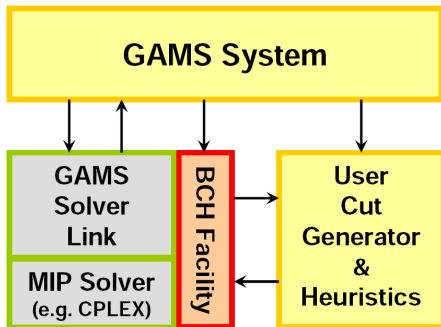 GAMS System
GAMS
Solver
Link
MIP Solver
(e.g. CPLEX)
BCH Facility
User
Cut
Generator
&
Heuristics